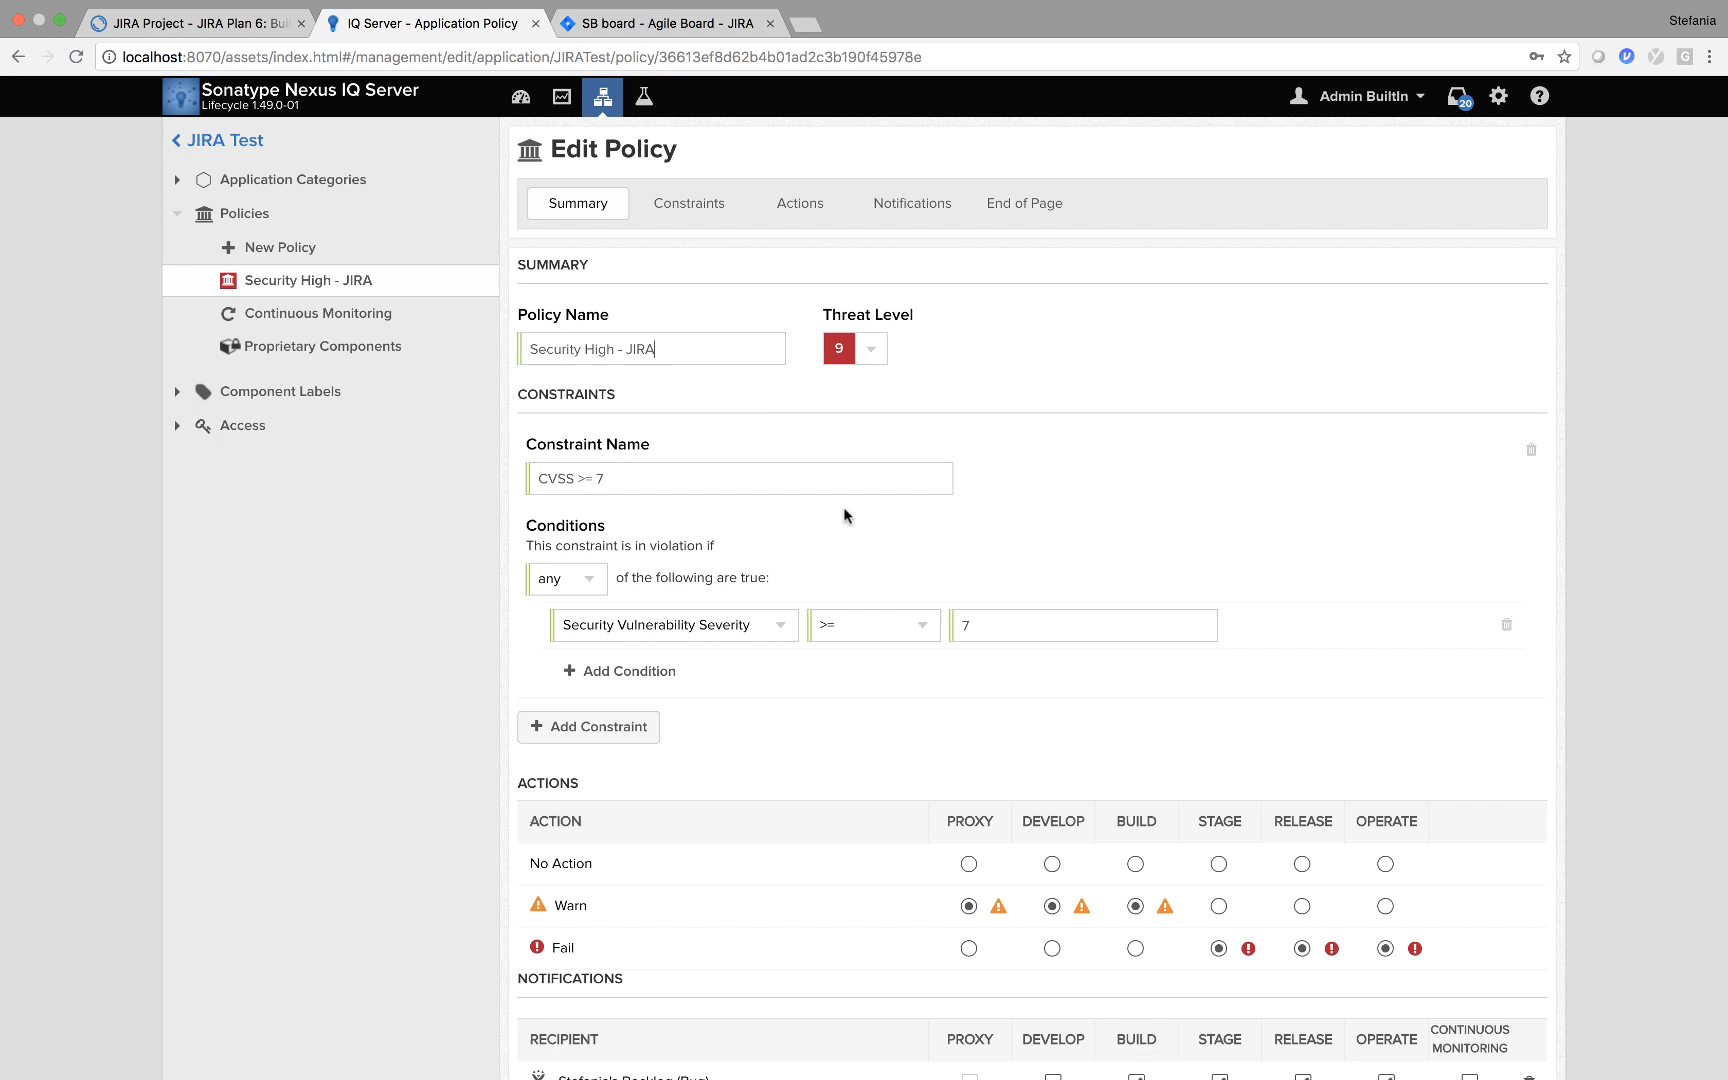 JIRA Project - JIRA Plan 6: Bui
IQ Server - Application Policy
SB board - Agile Board - JIRA
Stefania
localhost:8070/assets/index.html#/management/edit/application/JIRATest/policy/36613ef8d62b4b01ad2c3b190f45978e
Sonatype Nexus IQ Server
Lifecycle 1.49.0-01
Admin BuiltIn
20
JIRA Test
Application Categories
Policies
New Policy
Security High - JIRA
Continuous Monitoring
Proprietary Components
Component Labels
Access
Edit Policy
Summary Constraints Actions Notifications End of Page
SUMMARY
Policy Name Threat Level
Security High - JIRA 9
CONSTRAINTS
Constraint Name
CVSS >= 7
Conditions
This constraint is in violation if
any of the following are true:
Security Vulnerability Severity >= 7
+ Add Condition
+ Add Constraint
ACTIONS
ACTION PROXY DEVELOP BUILD STAGE RELEASE OPERATE
No Action
Warn
Fail
NOTIFICATIONS
RECIPIENT PROXY DEVELOP BUILD STAGE RELEASE OPERATE CONTINUOUS MONITORING
Stefania's Backlog (Bug)